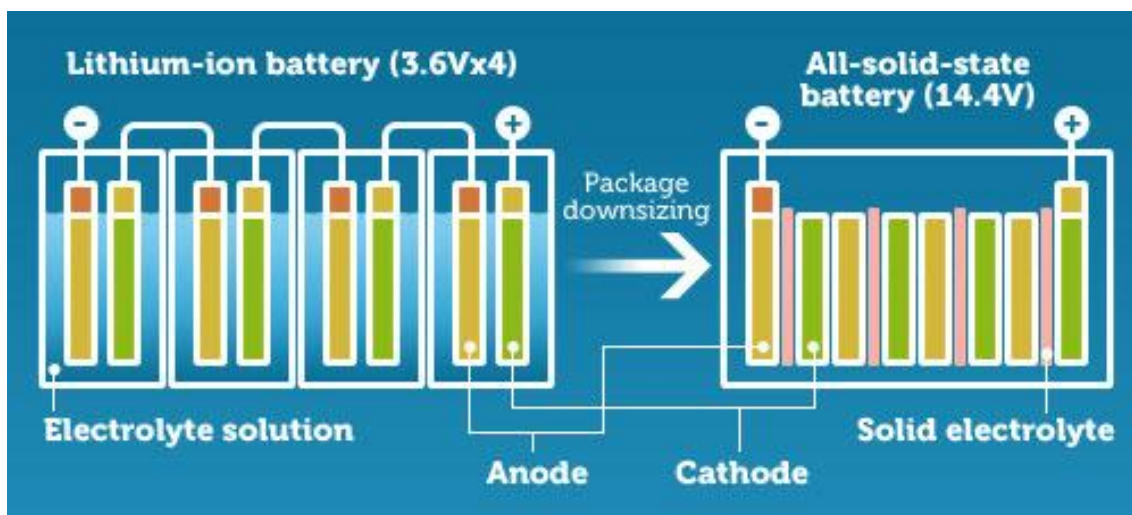 Lithium-ion battery (3.6Vx4)
All-solid-state
battery (14.4V)
-
+
-
+
Package
downsizing
Electrolyte solution
Solid electrolyte
Anode
Cathode